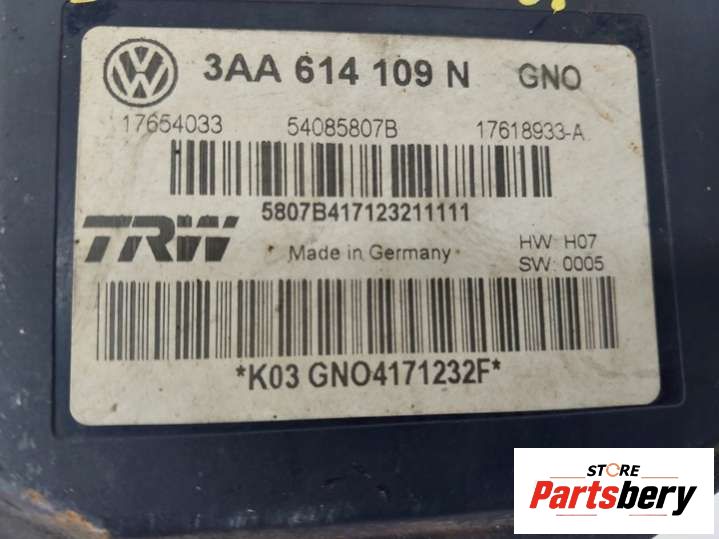 3AA 614 109 N GNO
17654033 54085807B 17618933-A
5807B417123211111
TRW Made in Germany HW: H07
SW: 0005
*K03 GNO4171232F*
STORE
Partsbery